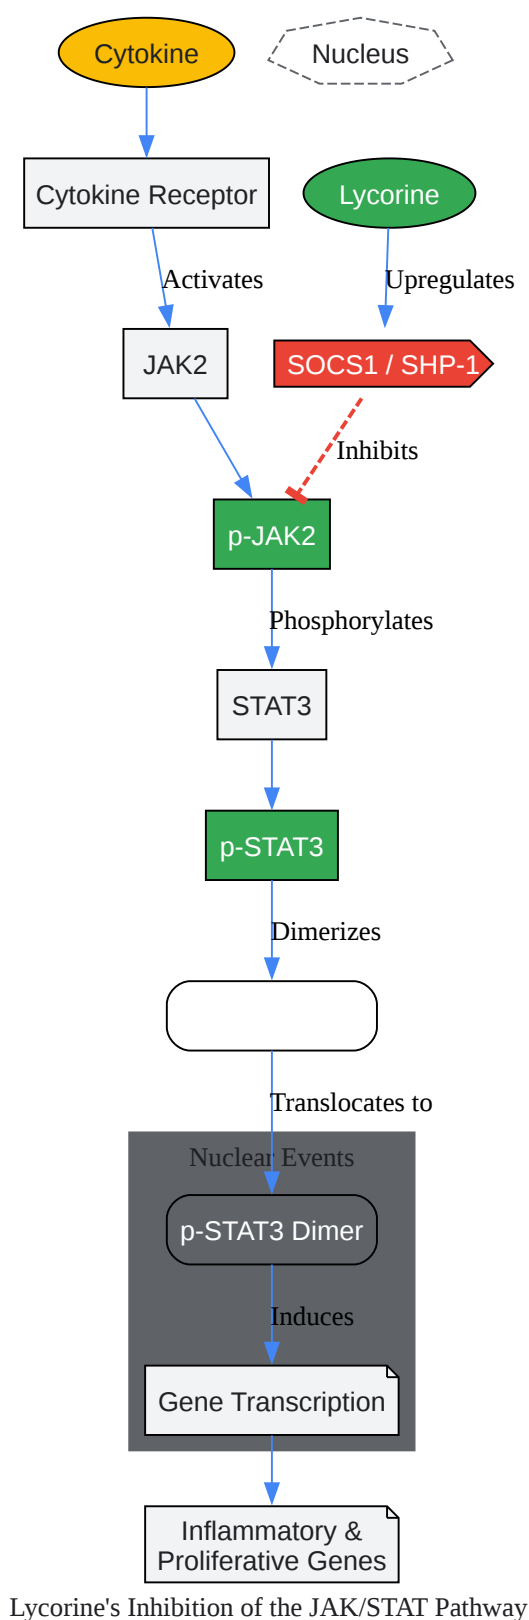 Cytokine
Nucleus
Cytokine Receptor
Lycorine
Activates
Upregulates
JAK2
SOCS1 / SHP-1
Inhibits
p-JAK2
Phosphorylates
STAT3
p-STAT3
Dimerizes
Translocates to
Nuclear Events
p-STAT3 Dimer
Induces
Gene Transcription
Inflammatory &
Proliferative Genes
Lycorine's Inhibition of the JAK/STAT Pathway